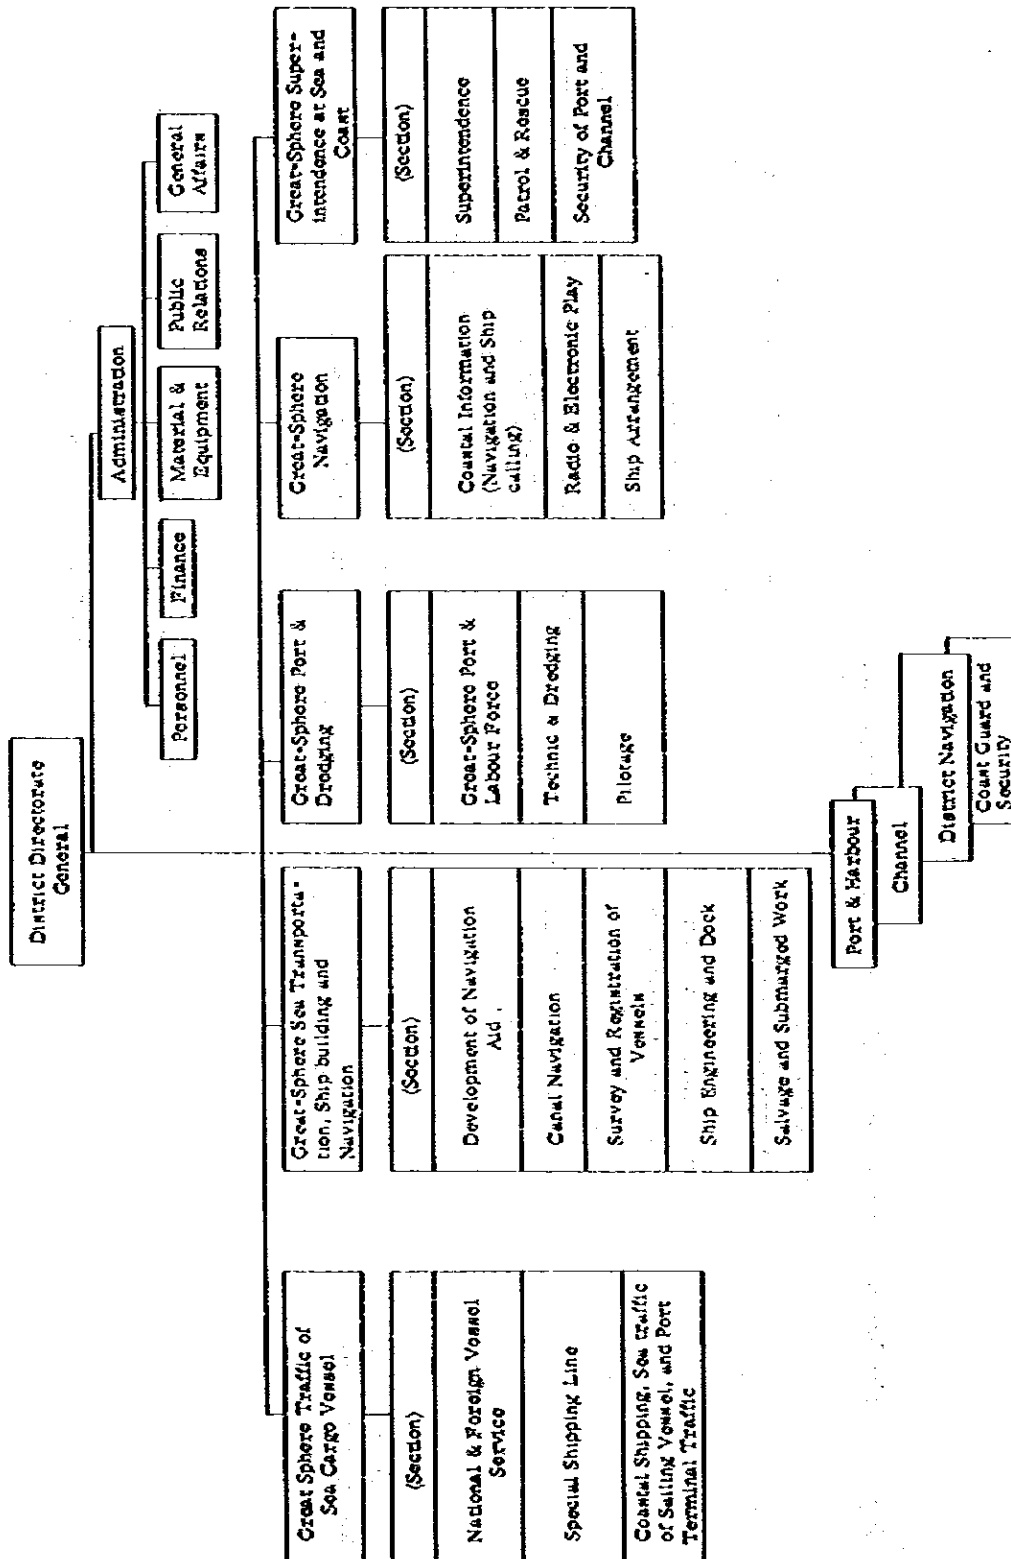 District Directorate
General
Administration
Personnel
Finance
Material &
Equipment
Public
Relations
General
Affairs
Great Sphere Traffic of
Sea Cargo Vessel
(Section)
National & Foreign Vessel
Service
Special Shipping Line
Coastal Shipping, Sea traffic
of Sailing Vessel, and Port
Terminal Traffic
Great-Sphere Sea Transporta-
tion, Ship building and
Navigation
(Section)
Development of Navigation
Aid
Canal Navigation
Survey and Registration of
Vessels
Ship Engineering and Dock
Salvage and Submarged Work
Great-Sphere Port &
Dredging
(Section)
Great-Sphere Port &
Labour Force
Technic & Dredging
Pilotage
Great-Sphere
Navigation
(Section)
Coastal Information
(Navigation and Ship
calling)
Radio & Electronic Play
Ship Arrangement
Great-Sphere Super-
intendence at Sea and
Coast
(Section)
Superintendence
Patrol & Rescue
Security of Port and
Channel
Port & Harbour
Channel
District Navigation
Coast Guard and
Security